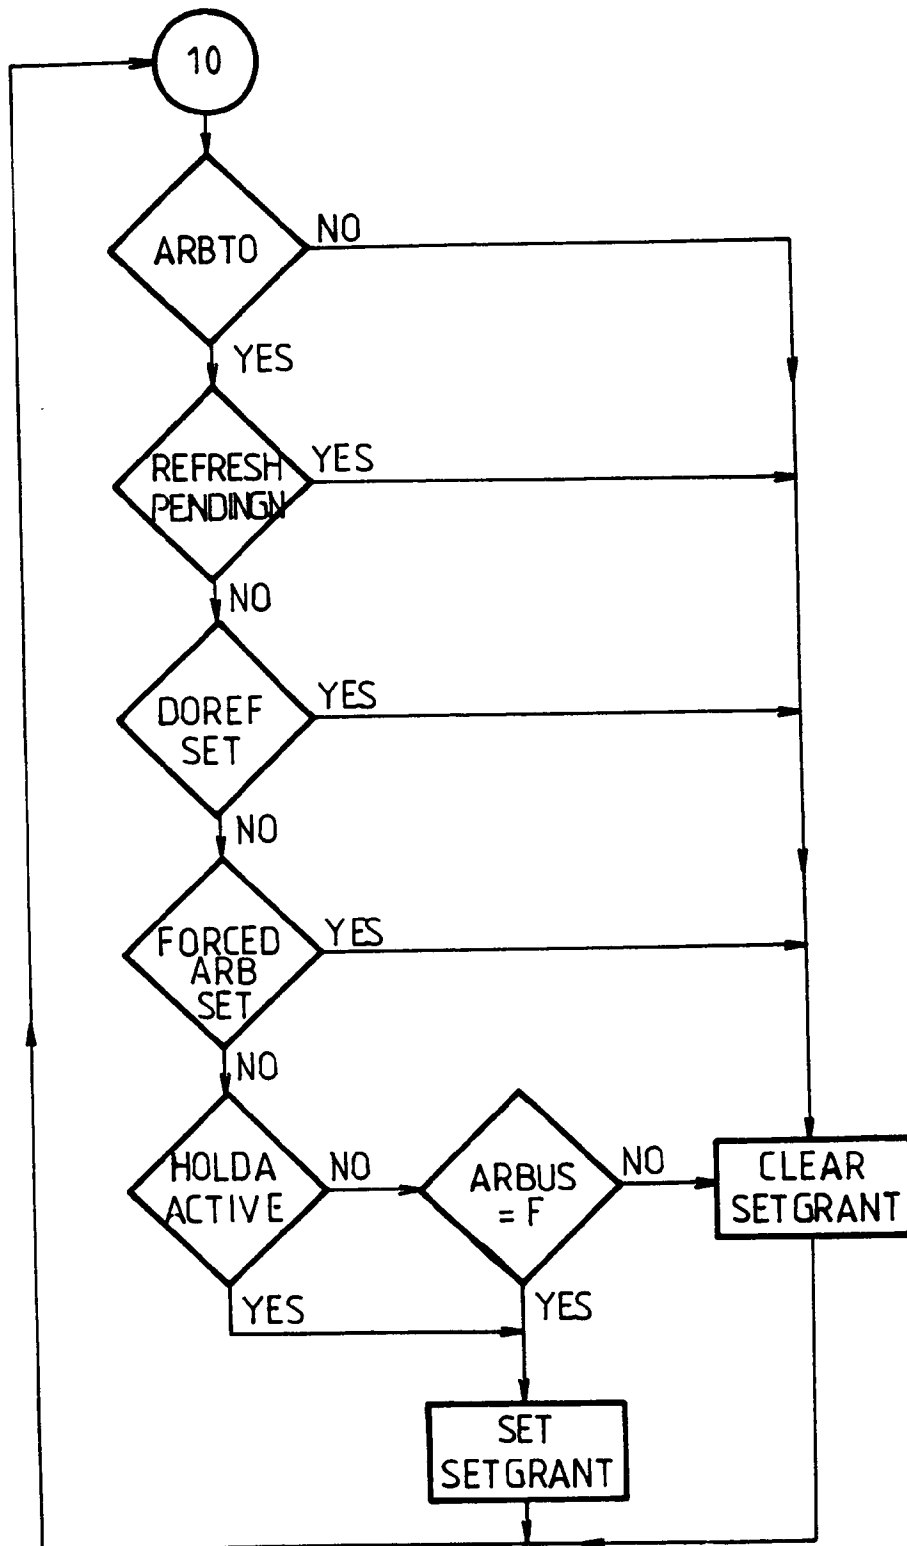 10
ARBTO
NO
YES
REFRESH
PENDINGN
YES
NO
DOREF
SET
YES
NO
FORCED
ARB
SET
YES
NO
HOLDA
ACTIVE
NO
YES
ARBUS
= F
NO
YES
CLEAR
SETGRANT
SET
SETGRANT